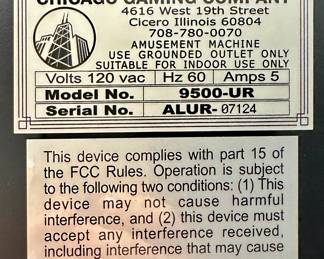 CHICAGO GAMING COMPANY
4616 West 19th Street
Cicero Illinois 60804
708-780-0070
AMUSEMENT MACHINE
USE GROUNDED OUTLET ONLY
SUITABLE FOR INDOOR USE ONLY
Volts 120 vac Hz 60 Amps 5
Model No. 9500-UR
Serial No. ALUR-07124
This device complies with part 15 of
the FCC Rules. Operation is subject
to the following two conditions: (1) This
device may not cause harmful
interference, and (2) this device must
accept any interference received,
including interference that may cause